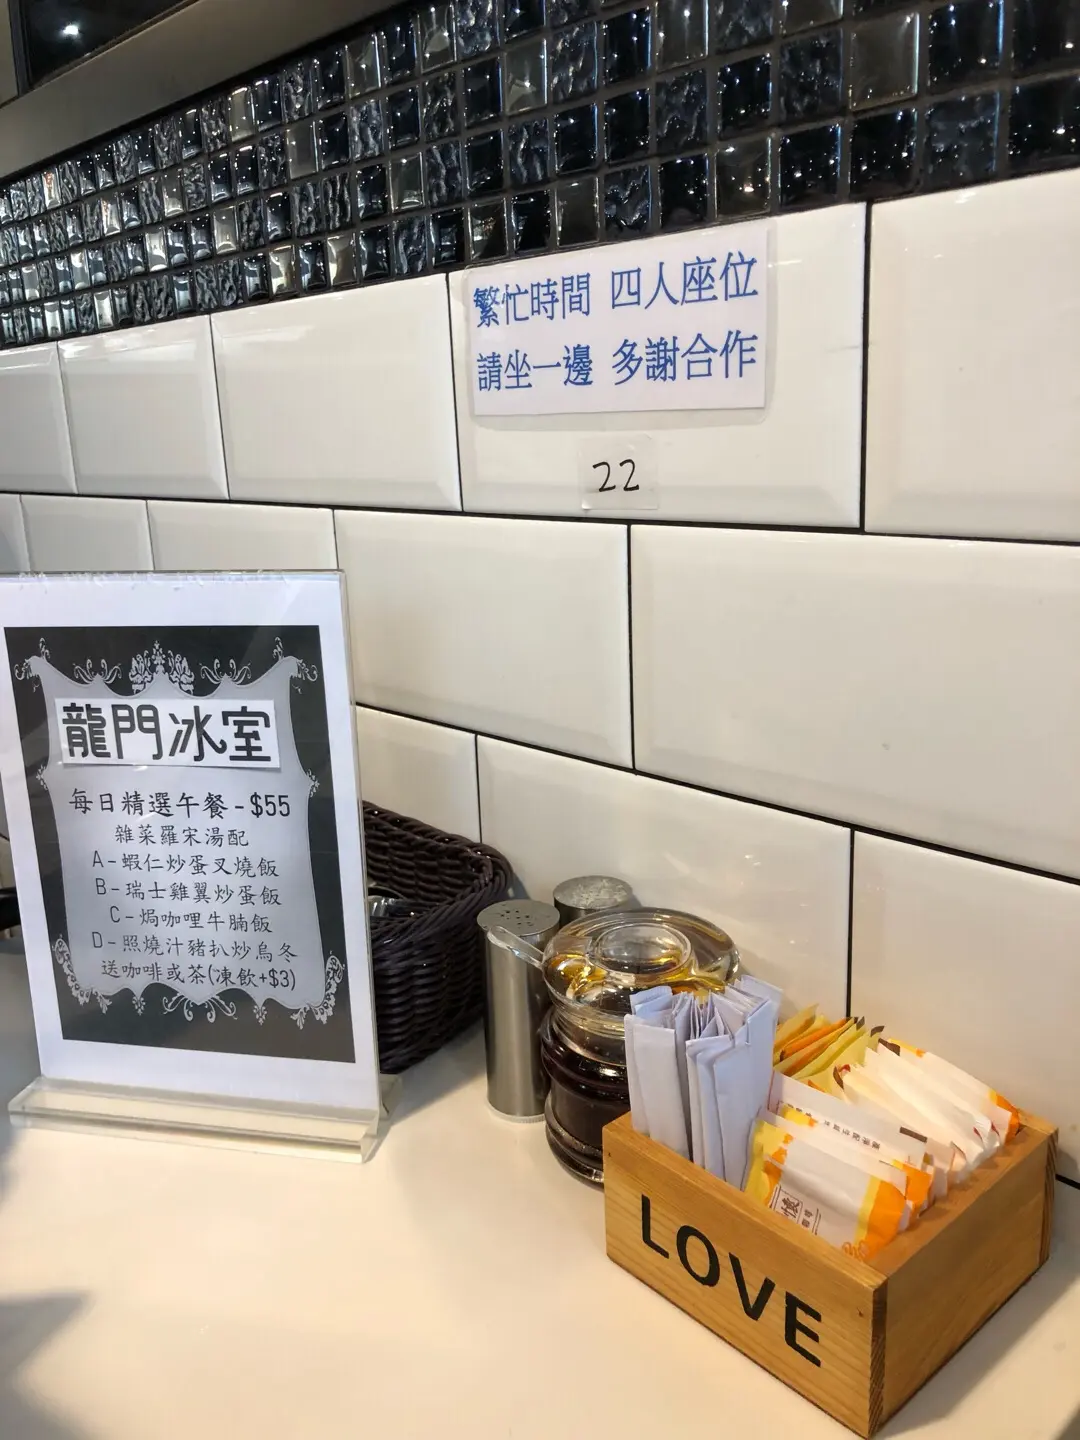 繁忙時間 四人座位
請坐一邊 多謝合作
22
龍門冰室
每日精選午餐-$55
雜菜羅宋湯配
A-蝦仁炒蛋叉燒飯
B-瑞士雞翼炒蛋飯
C-焗咖哩牛腩飯
D-照燒汁豬扒炒烏冬
送咖啡或茶(凍飲+$3)
LOVE